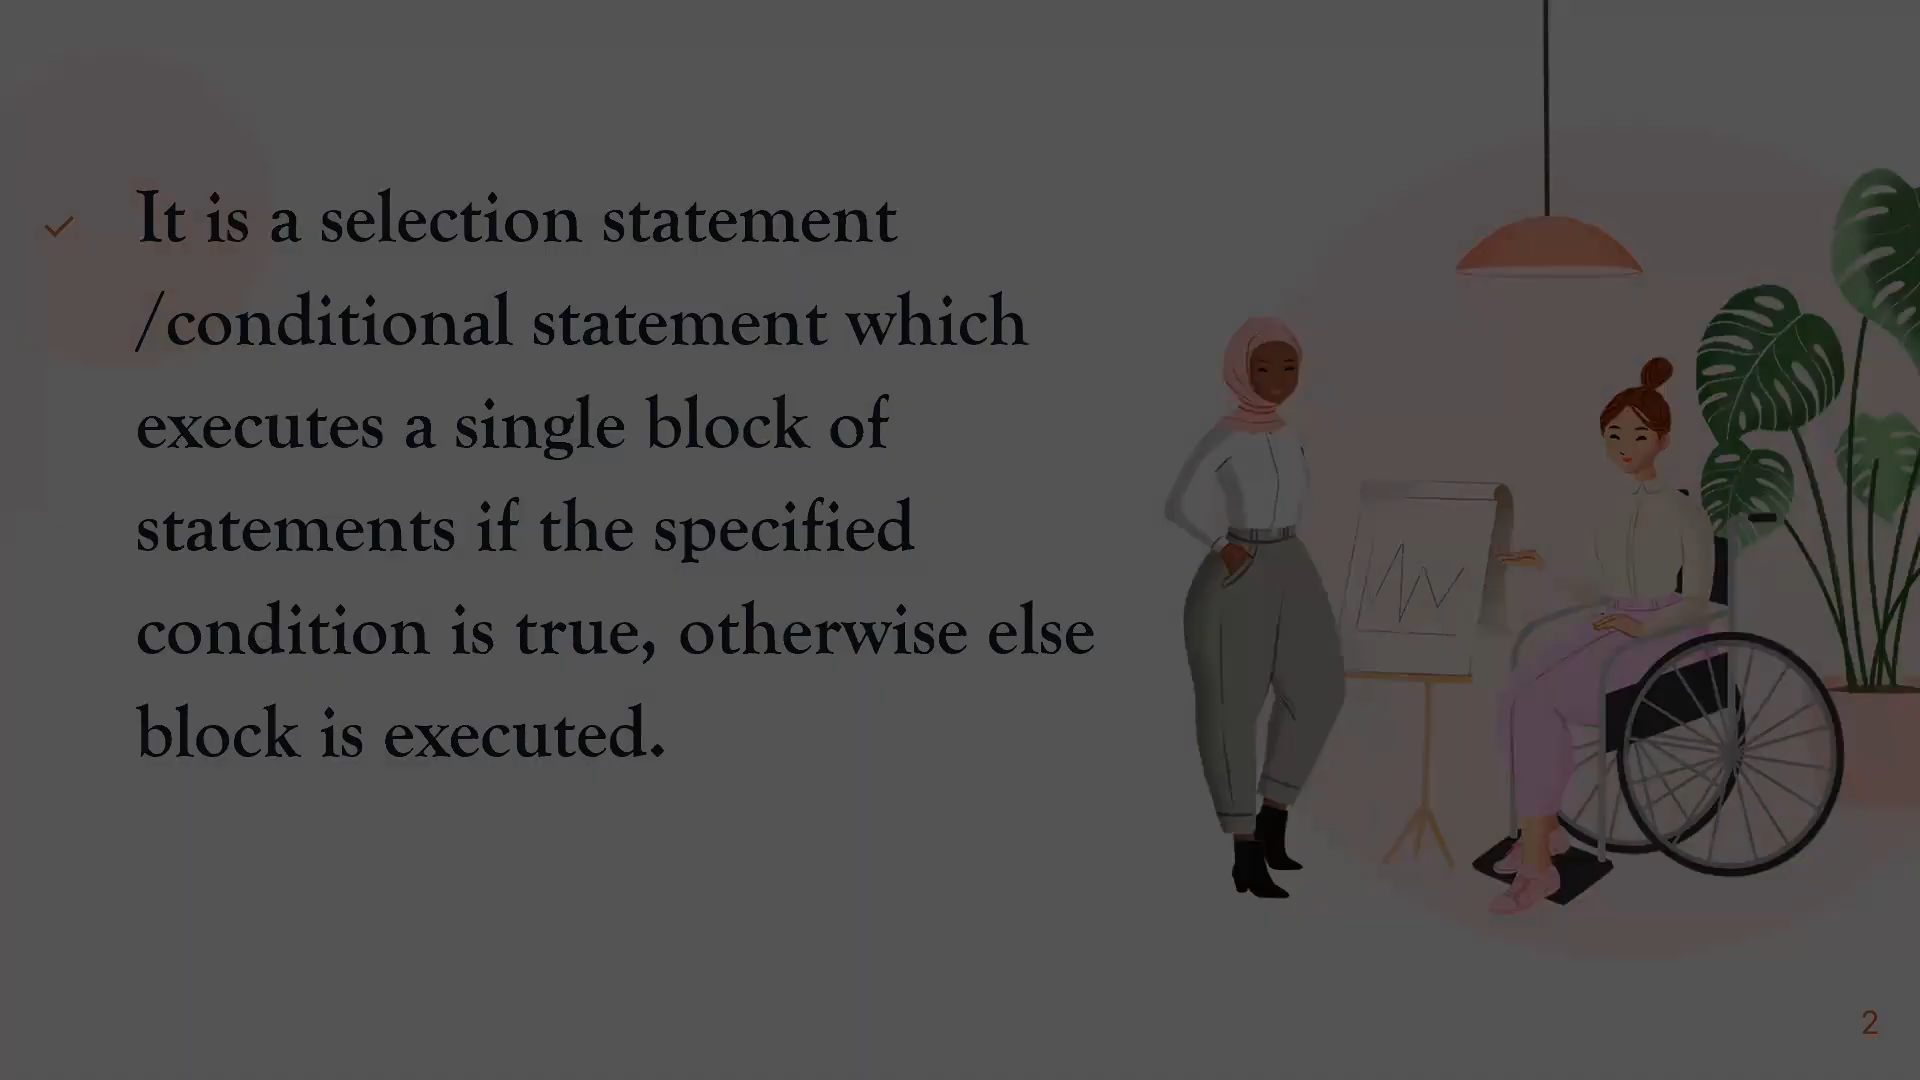 It is a selection statement
/conditional statement which
executes a single block of
statements if the specified
condition is true, otherwise else
block is executed.
2